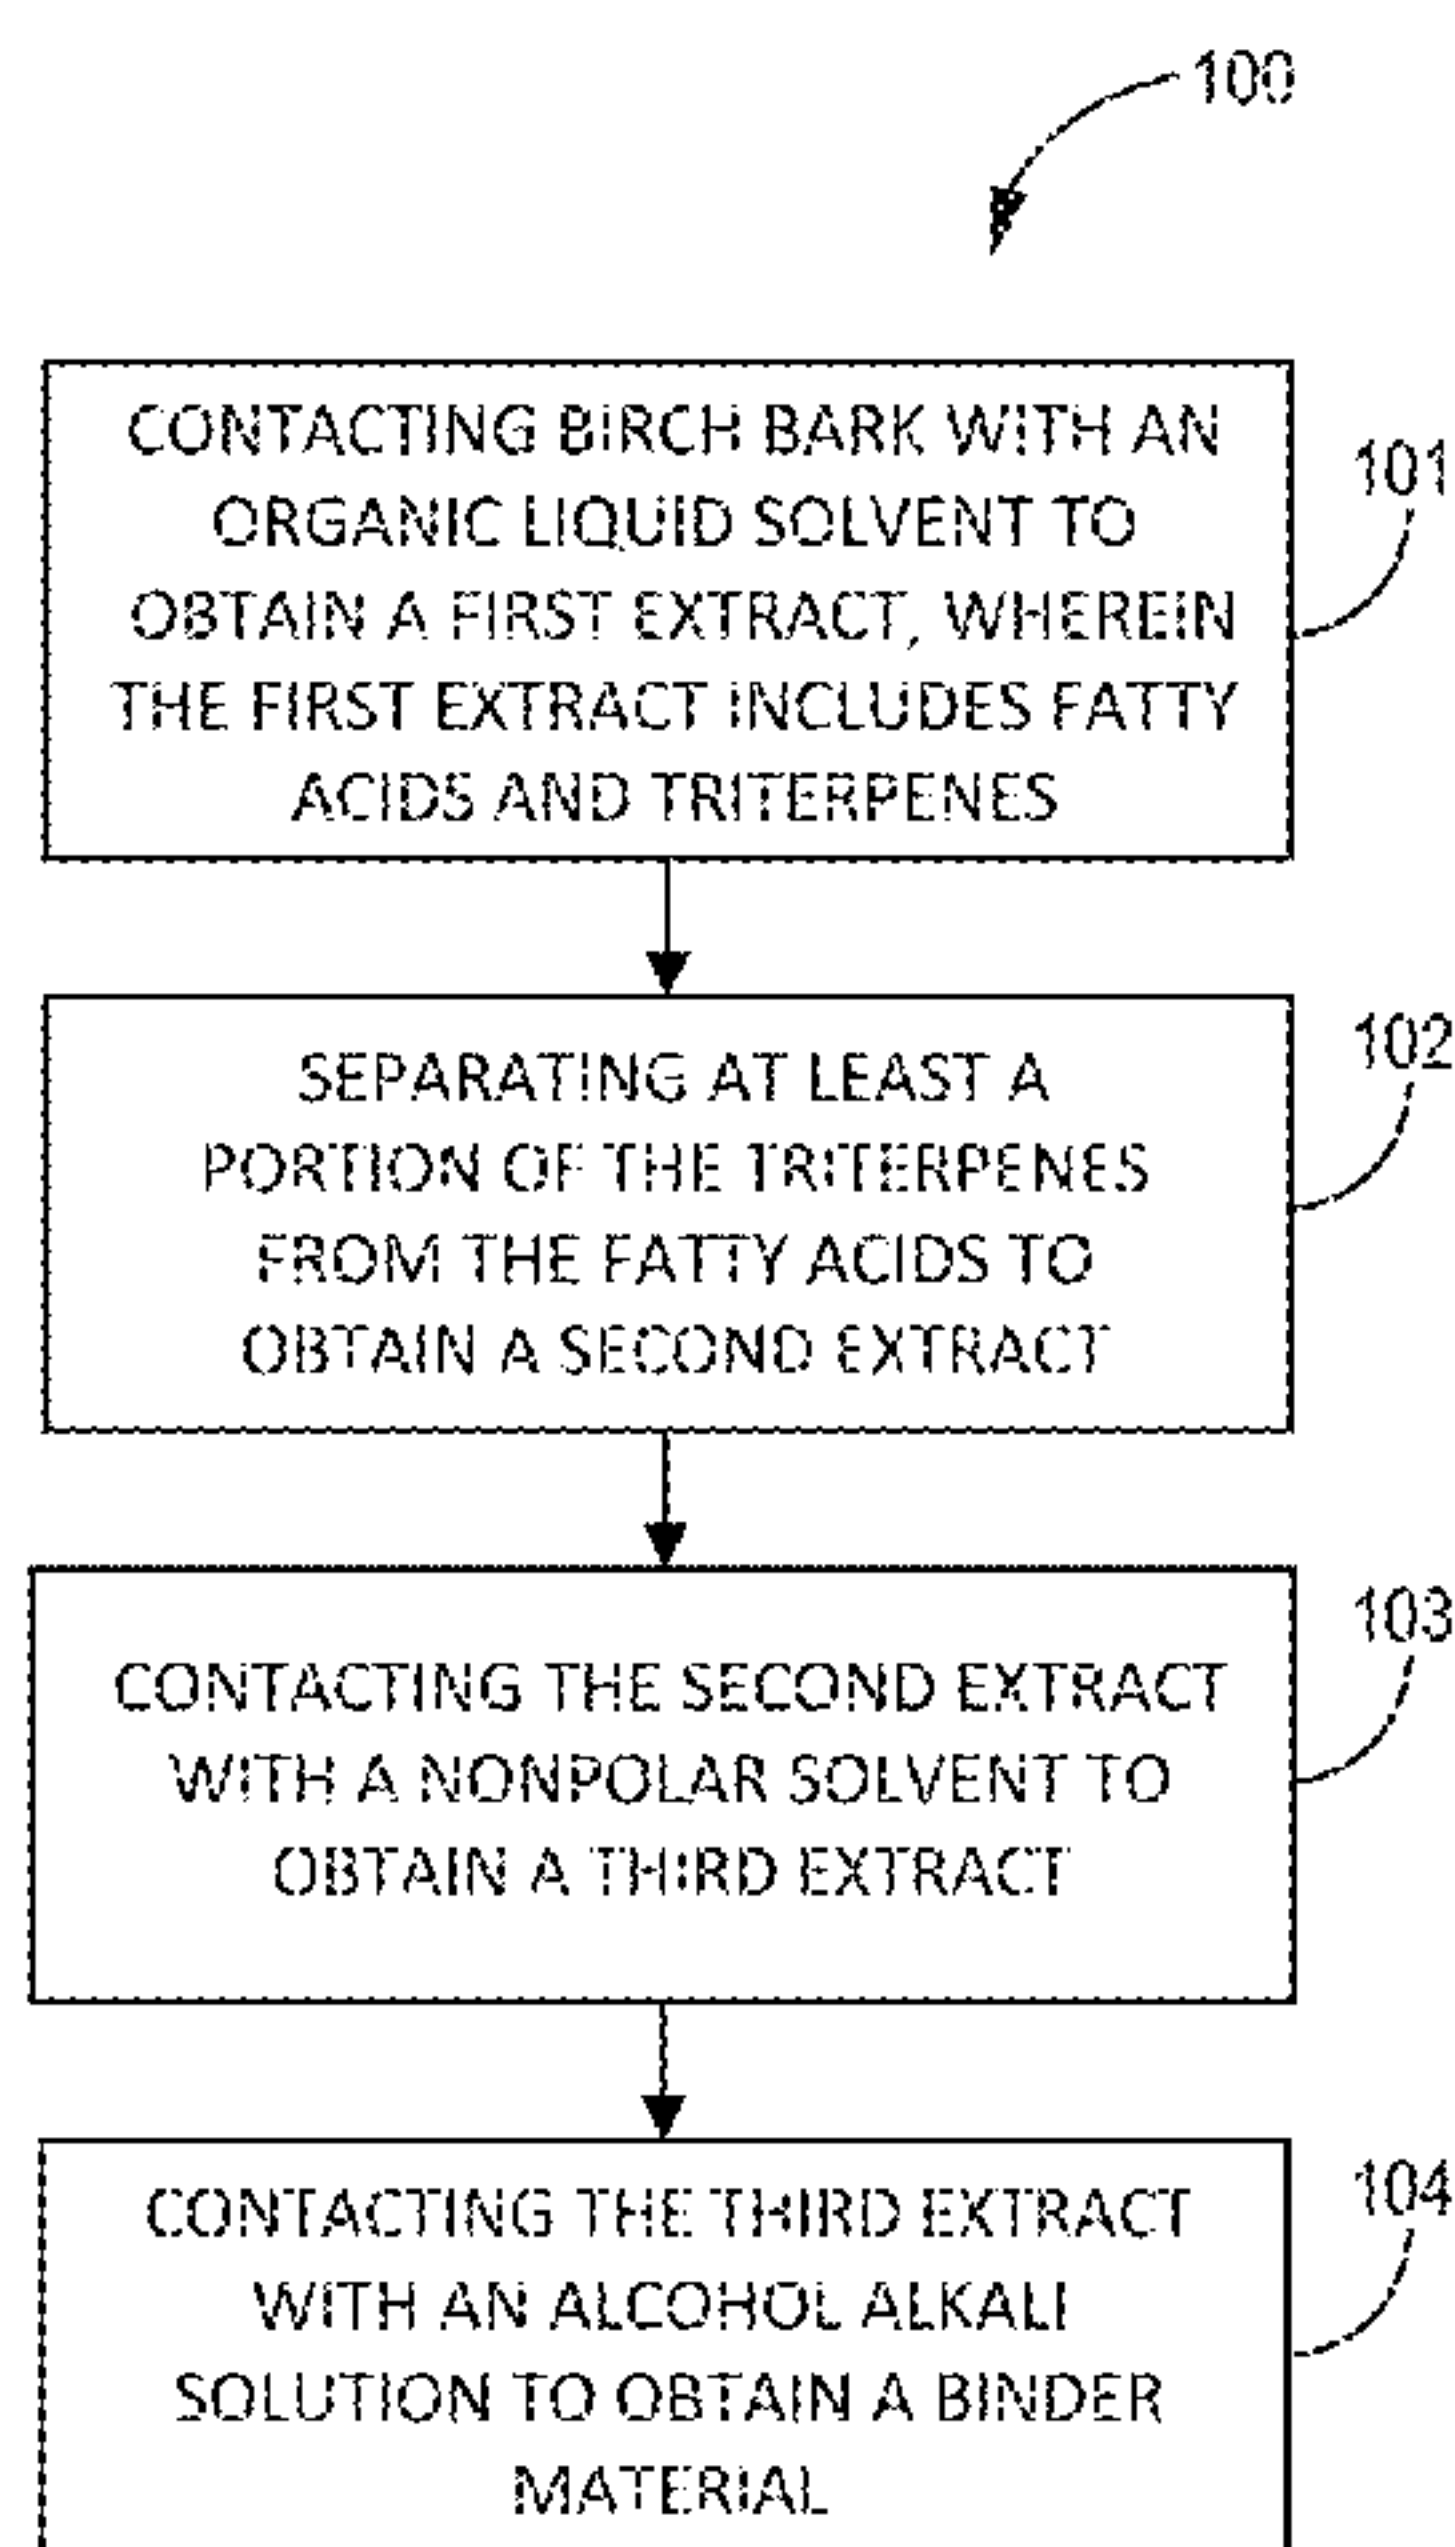 100
CONTACTING BIRCH BARK WITH AN
ORGANIC LIQUID SOLVENT TO
OBTAIN A FIRST EXTRACT, WHEREIN
THE FIRST EXTRACT INCLUDES FATTY
ACIDS AND TRITERPENES
101
SEPARATING AT LEAST A
PORTION OF THE TRITERPENES
FROM THE FATTY ACIDS TO
OBTAIN A SECOND EXTRACT
102
CONTACTING THE SECOND EXTRACT
WITH A NONPOLAR SOLVENT TO
OBTAIN A THIRD EXTRACT
103
CONTACTING THE THIRD EXTRACT
WITH AN ALCOHOL ALKALI
SOLUTION TO OBTAIN A BINDER
MATERIAL
104